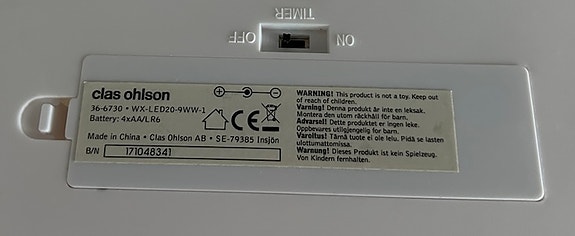 TIMER
OFF ON
clas ohlson
36-6730 • WX-LED20-9WW-1
Battery: 4xAA/LR6
Made in China • Clas Ohlson AB • SE-79385 Insjön
B/N 171048341
WARNING! This product is not a toy. Keep out
of reach of children.
Varning! Denna produkt är inte en leksak.
Montera den utom räckhåll för barn.
Advarsel! Dette produktet er ingen leke.
Oppbevares utilgjengelig for barn.
Varoitus! Tämä tuote ei ole lelu. Pidä se lasten
ulottumattomissa.
Warnung! Dieses Produkt ist kein Spielzeug.
Von Kindern fernhalten.